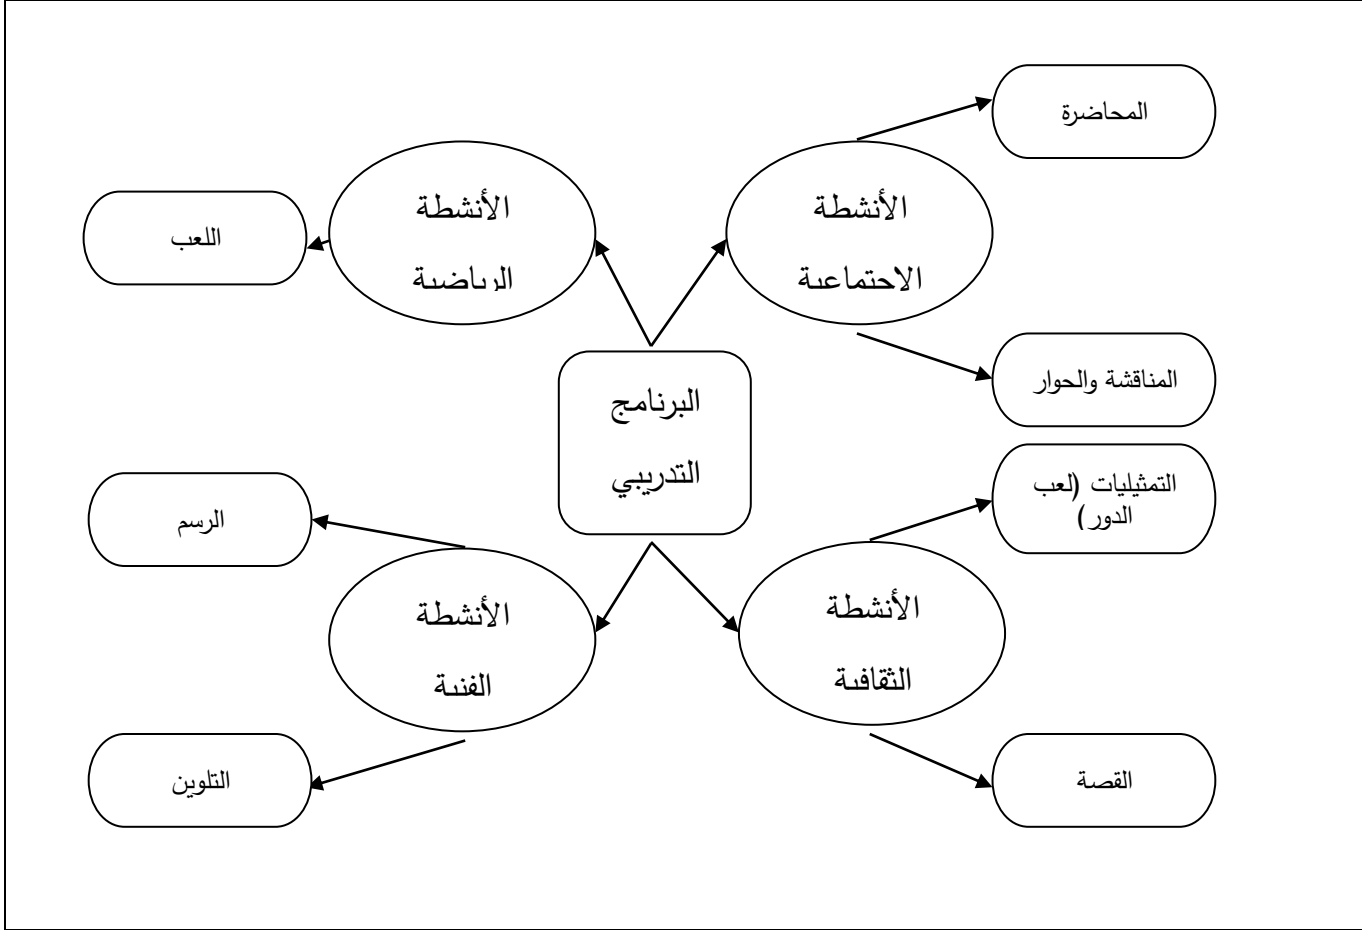 المحاضرة
الأنشطة
الاجتماعية
الأنشطة
الرياضية
اللعب
المناقشة والحوار
البرنامج
التدريبي
التمثيليات (لعب
الدور)
الرسم
الأنشطة
الثقافية
الأنشطة
الفنية
القصة
التلوين